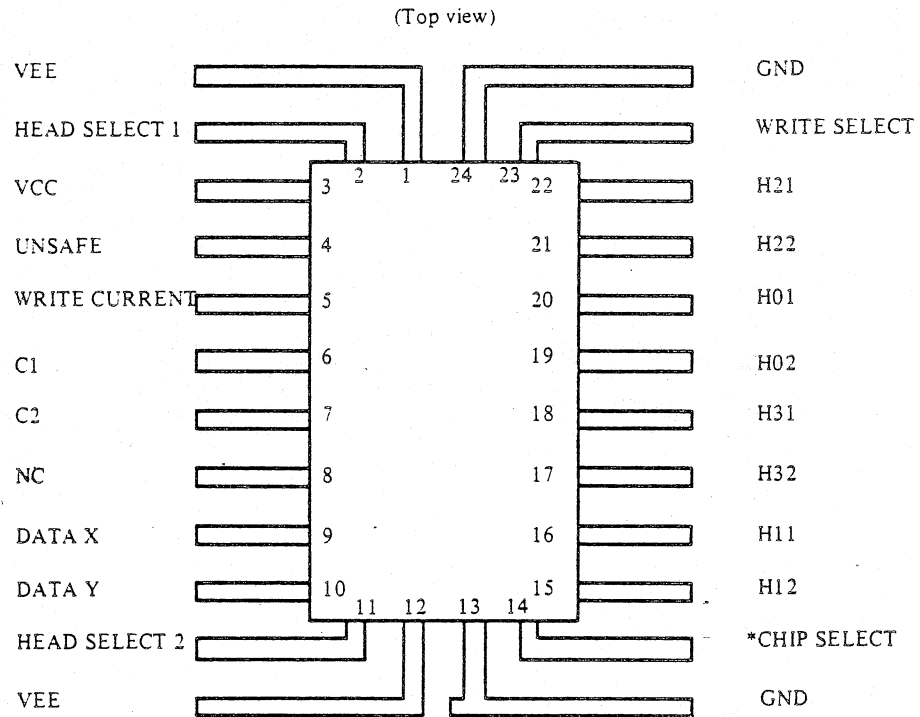 (Top view)
VEE GND
HEAD SELECT 1 WRITE SELECT
2 1 24 23
VCC 3 22 H21
UNSAFE 4 21 H22
WRITE CURRENT 5 20 H01
C1 6 19 H02
C2 7 18 H31
NC 8 17 H32
DATA X 9 16 H11
DATA Y 10 15 H12
11 12 13 14
HEAD SELECT 2 *CHIP SELECT
VEE GND